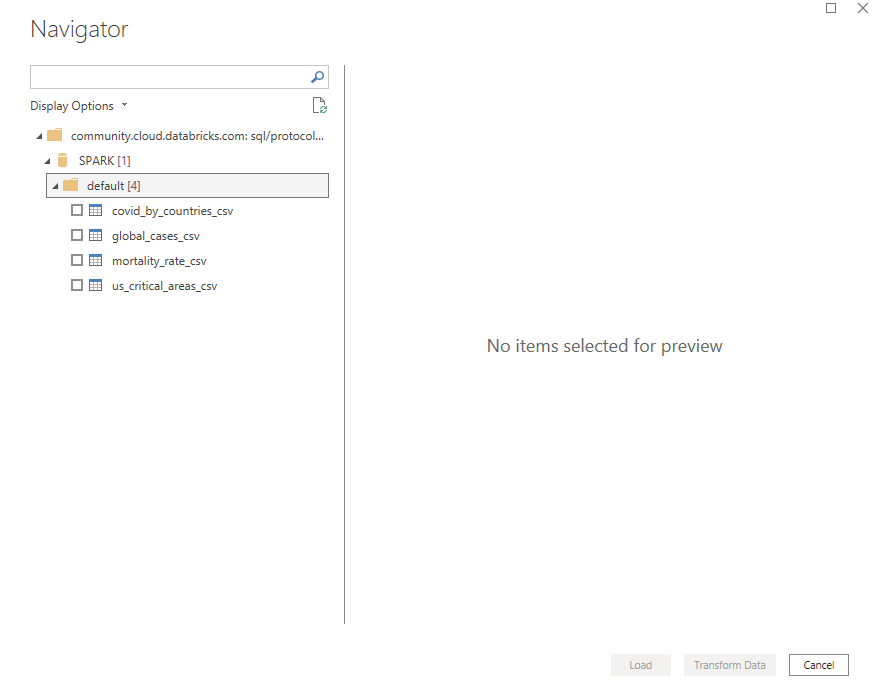 Navigator
Display Options
community.cloud.databricks.com: sql/protocol...
SPARK [1]
default [4]
covid_by_countries_csv
global_cases_csv
mortality_rate_csv
us_critical_areas_csv
No items selected for preview
Load
Transform Data
Cancel